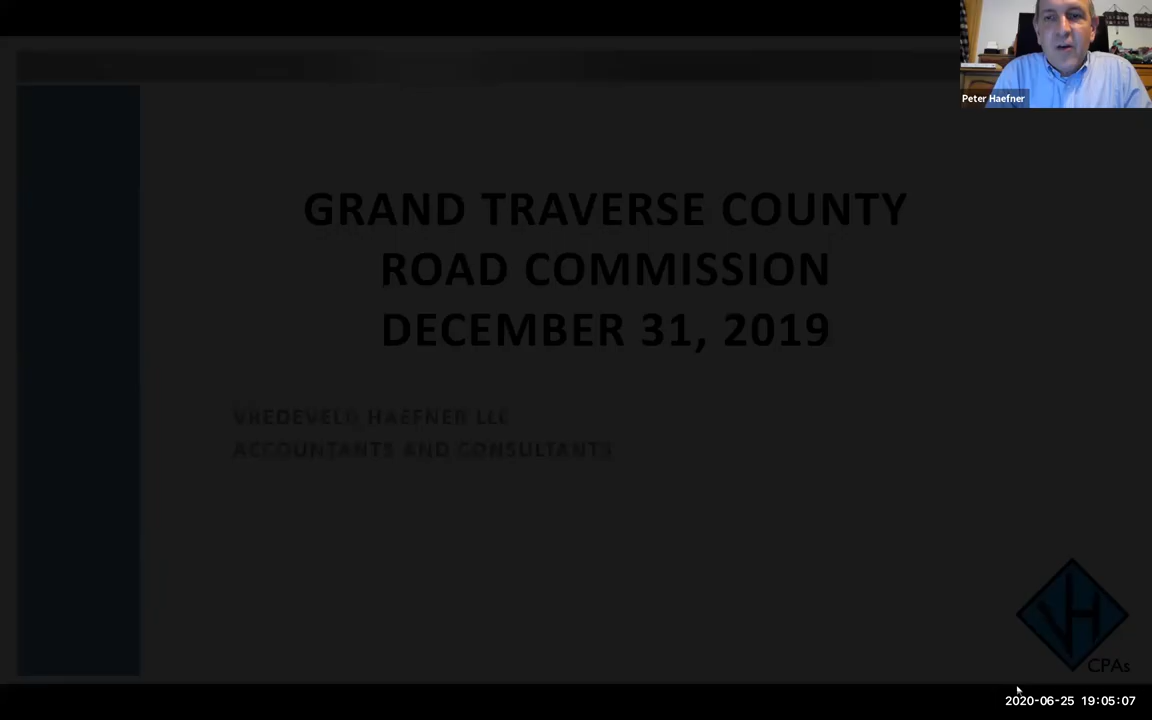 Peter Haefner
GRAND TRAVERSE COUNTY
ROAD COMMISSION
DECEMBER 31, 2019
VREDEVELD HAEFNER LLC
ACCOUNTANTS AND CONSULTANTS
VH
CPAs
2020-06-25 19:05:07